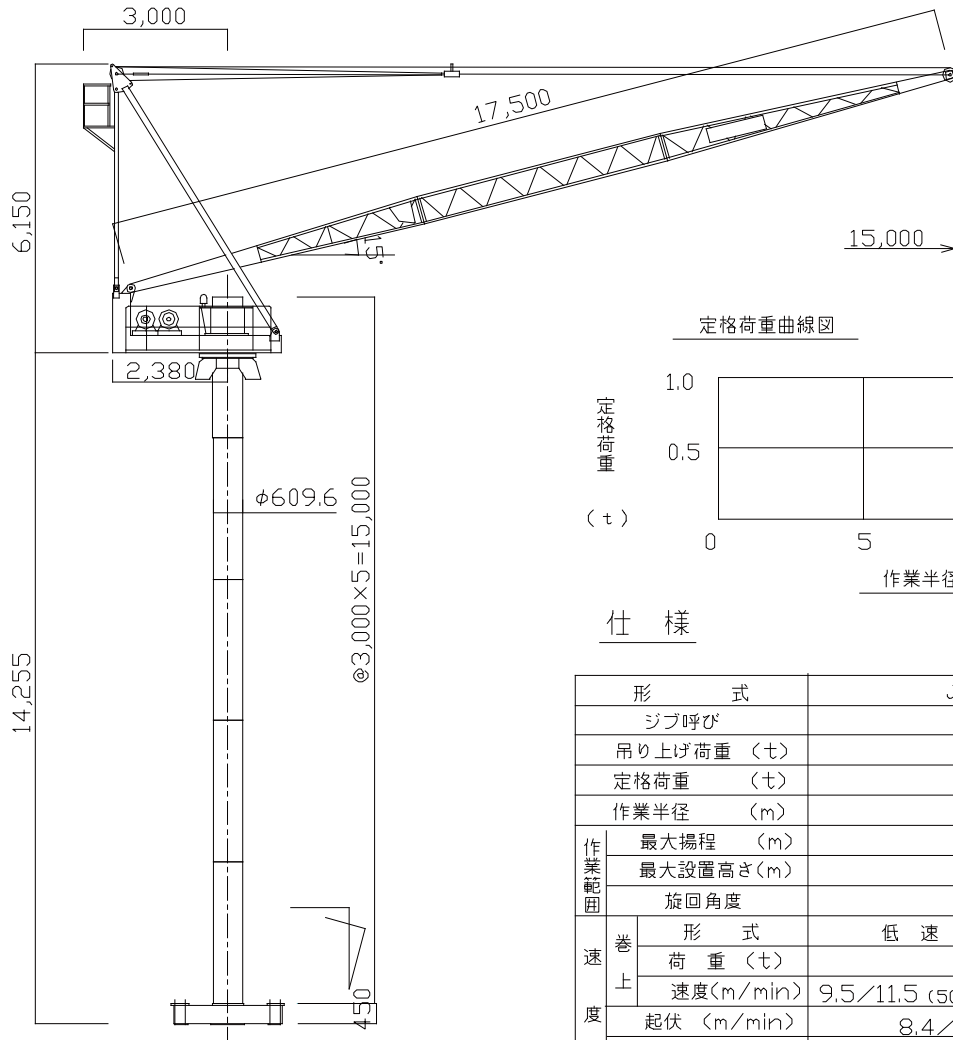 3,000
17,500
6,150
15°
15,000
定格荷重曲線図
2,380
1.0
定格荷重
0.5
（t）
φ609.6
0
5
@3,000×5=15,000
作業半径
仕 様
14,255
形 式
ジブ呼び
吊り上げ荷重 （t）
定格荷重 （t）
作業半径 （m）
作業範囲
最大揚程 （m）
最大設置高さ(m)
旋回角度
速度
巻上
形 式 低 速
荷 重 （t）
速度(m/min) 9.5/11.5 (50
起伏 （m/min） 8.4/
450